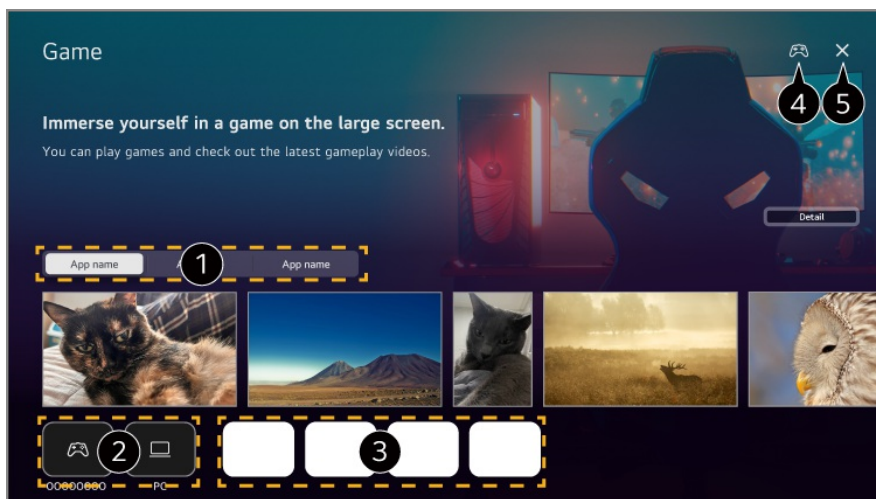 Game
4
5
Immerse yourself in a game on the large screen.
You can play games and check out the latest gameplay videos.
Detail
App name
1
App name
2
3
OOOOOOOO
PC